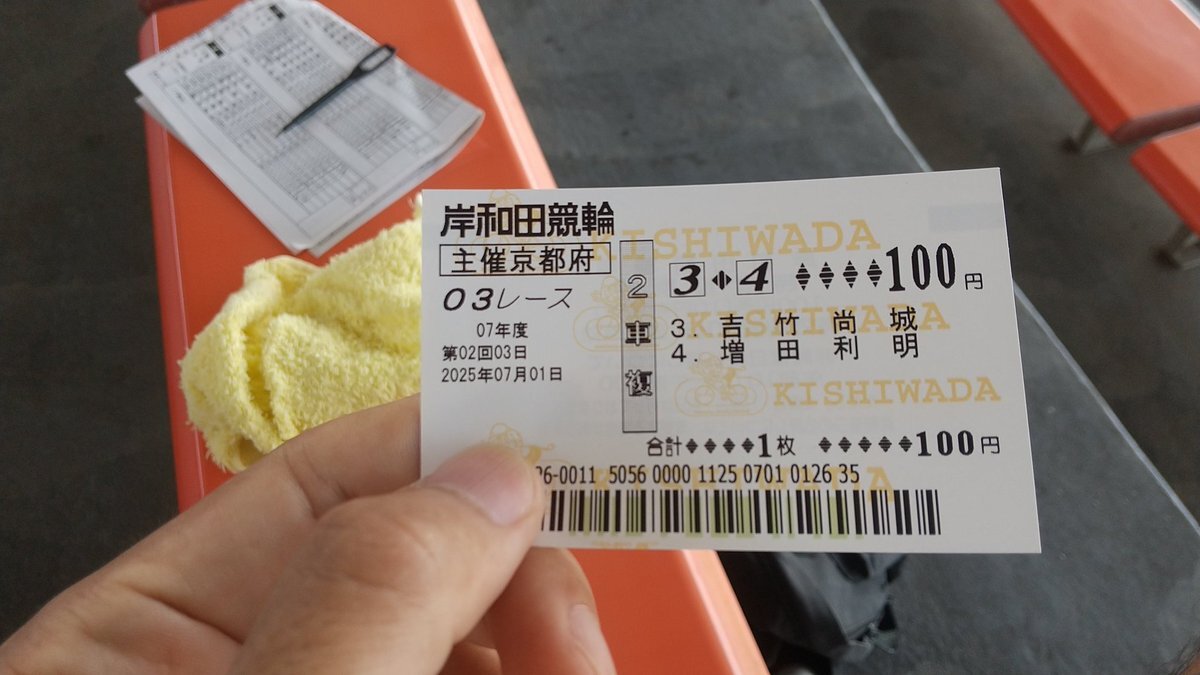 岸和田競輪
主催京都府
03レース
07年度
第02回03日
2025年07月01日
2車複
3 4 100円
3. 吉竹尚城
4. 増田利明
合計 1枚 100円
6-0011 5056 0000 1125 0701 0126 35
KISHIWADA
KISHIWADA
KISHIWADA